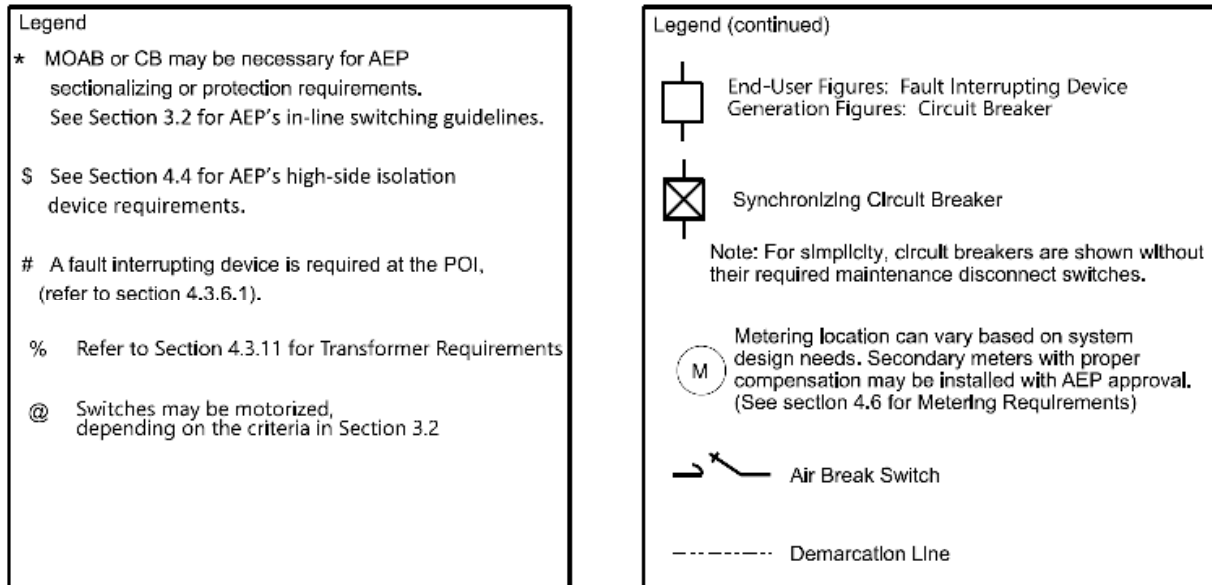 Legend
* MOAB or CB may be necessary for AEP
sectionalizing or protection requirements.
See Section 3.2 for AEP's in-line switching guidelines.
$ See Section 4.4 for AEP's high-side isolation
device requirements.
# A fault interrupting device is required at the POI,
(refer to section 4.3.6.1).
% Refer to Section 4.3.11 for Transformer Requirements
@ Switches may be motorized,
depending on the criteria in Section 3.2
Legend (continued)
End-User Figures: Fault Interrupting Device
Generation Figures: Circuit Breaker
Synchronizing Circuit Breaker
Note: For simplicity, circuit breakers are shown without
their required maintenance disconnect switches.
Metering location can vary based on system
design needs. Secondary meters with proper
M compensation may be installed with AEP approval.
(See section 4.6 for Metering Requirements)
Air Break Switch
Demarcation Line